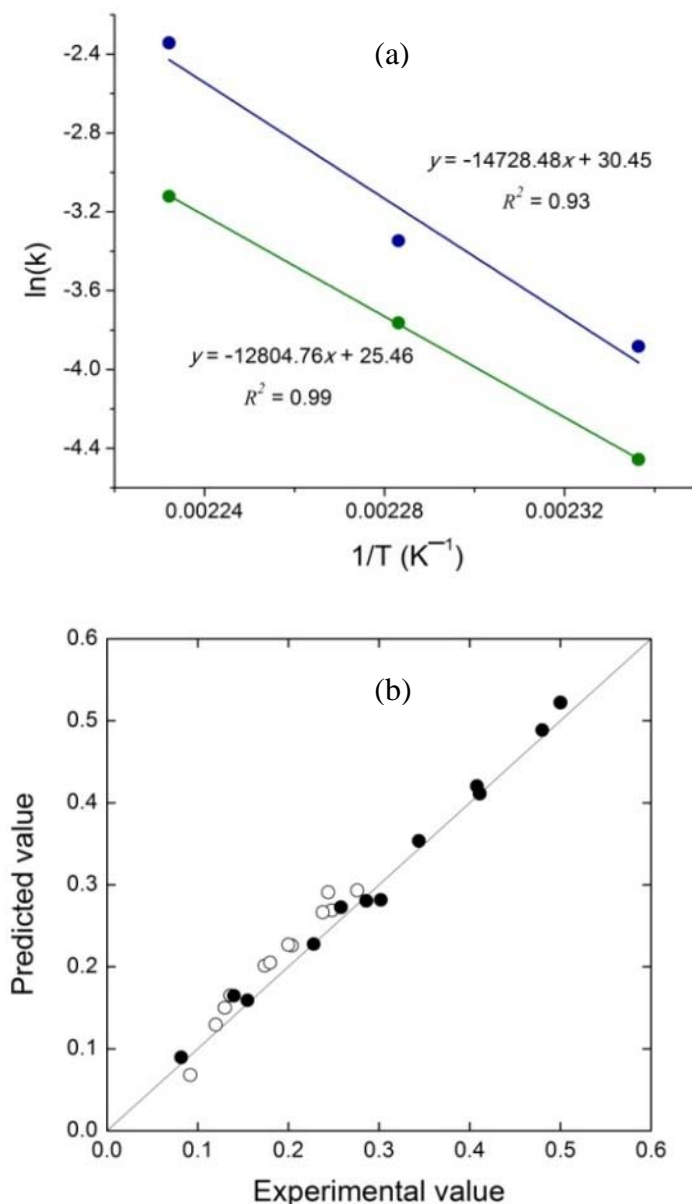 (a)
-2.4
-2.8
-3.2
-3.6
-4.0
-4.4
ln(k)
y = -14728.48x + 30.45
R² = 0.93
y = -12804.76x + 25.46
R² = 0.99
0.00224
0.00228
0.00232
1/T (K⁻¹)
(b)
0.6
0.5
0.4
0.3
0.2
0.1
0.0
Predicted value
0.0 0.1 0.2 0.3 0.4 0.5 0.6
Experimental value